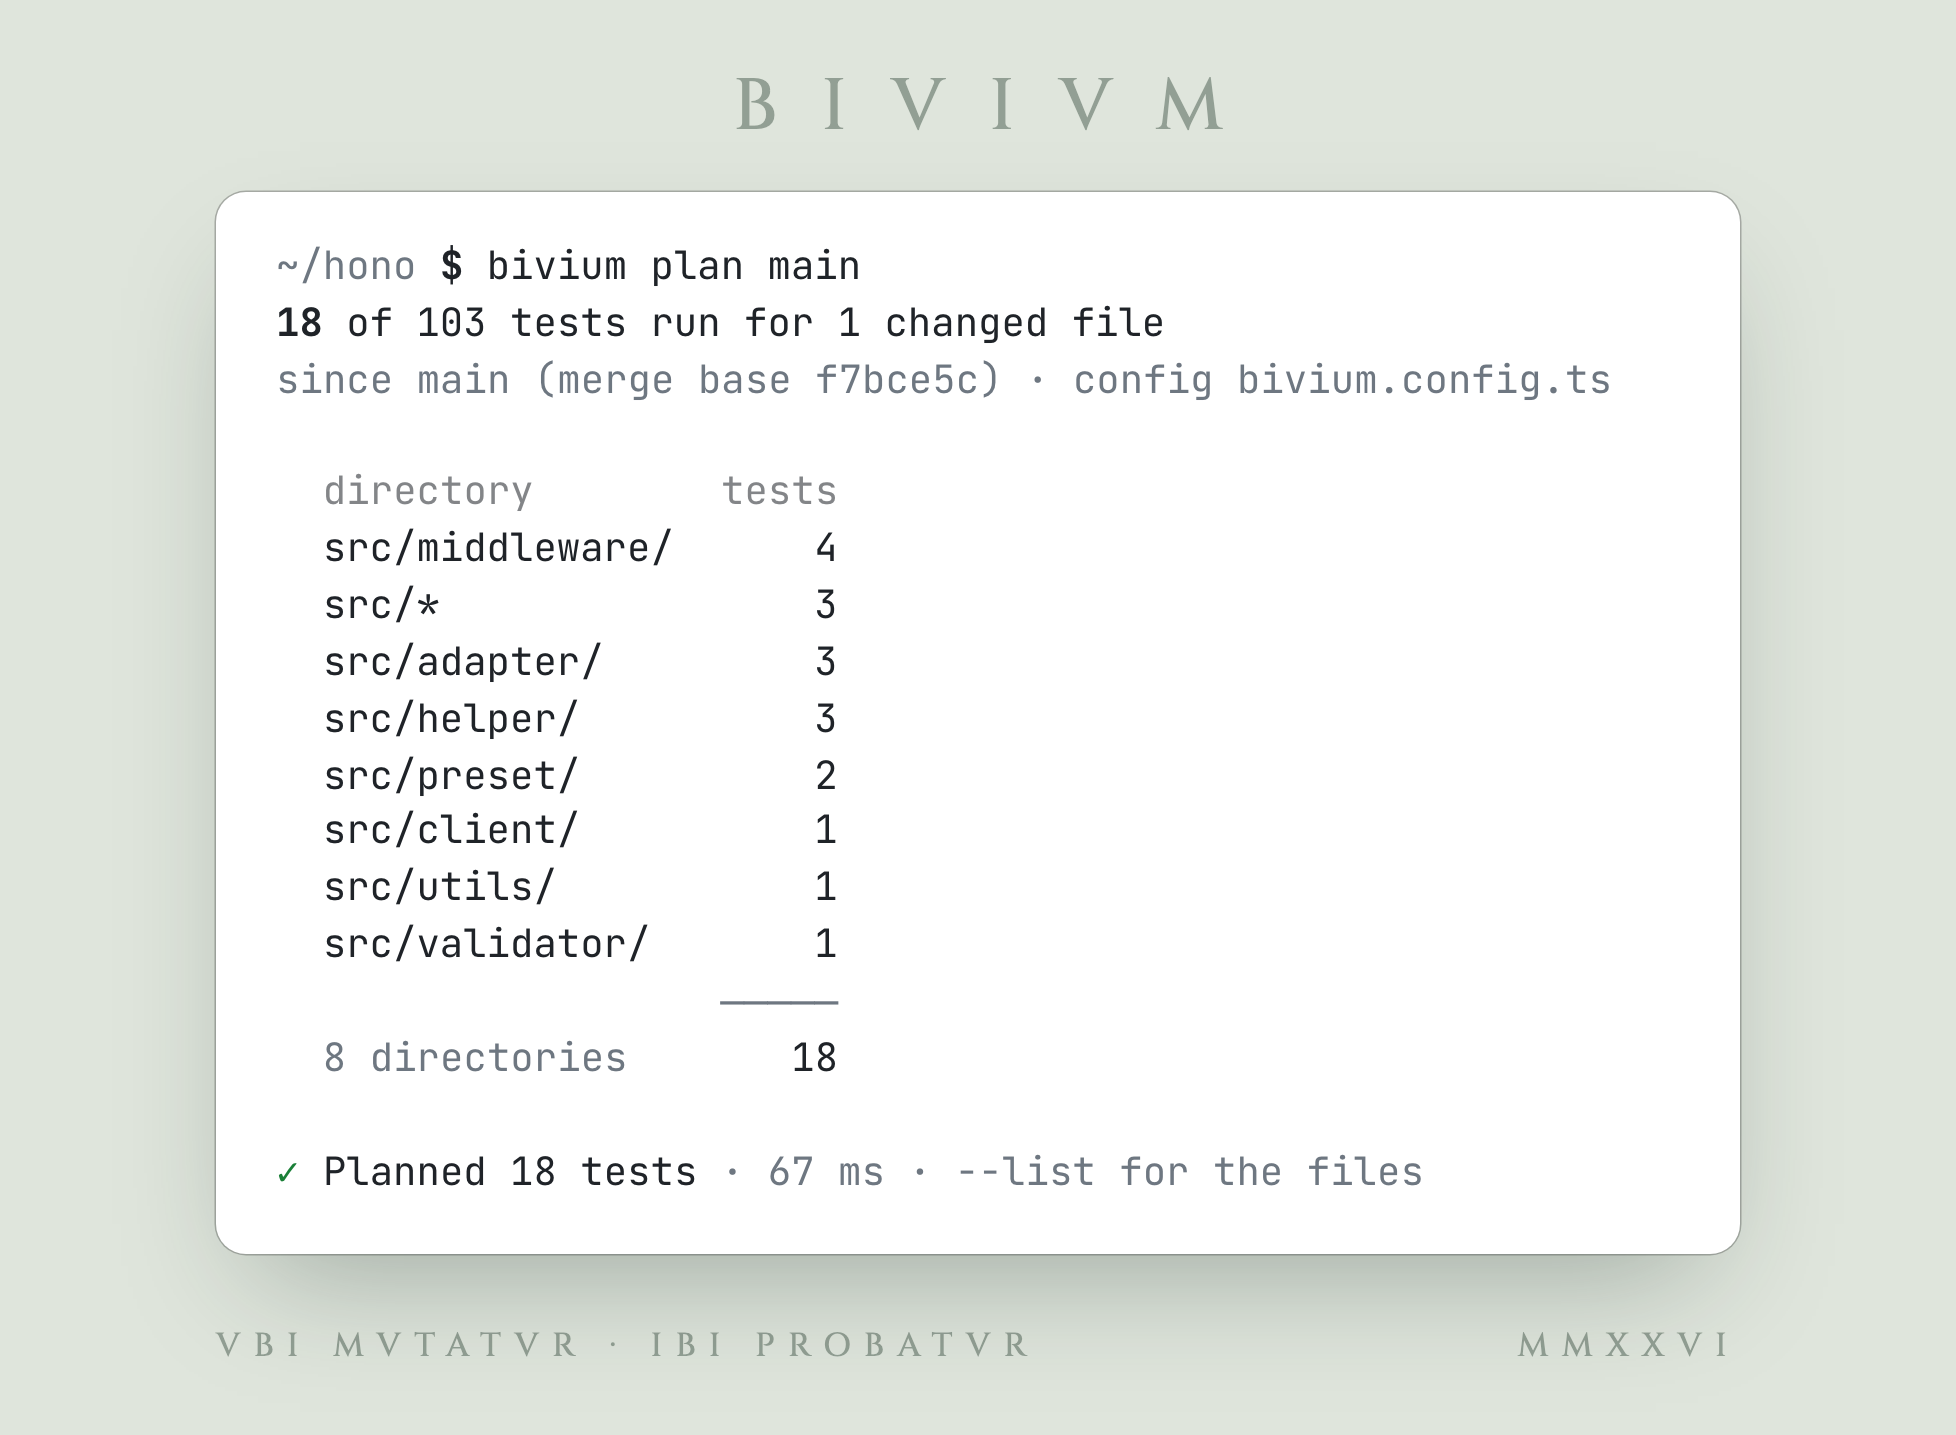 BIVIVM
~/hono $ bivium plan main
18 of 103 tests run for 1 changed file
since main (merge base f7bce5c) · config bivium.config.ts
directory tests
src/middleware/ 4
src/* 3
src/adapter/ 3
src/helper/ 3
src/preset/ 2
src/client/ 1
src/utils/ 1
src/validator/ 1
8 directories 18
✓ Planned 18 tests · 67 ms · --list for the files
VBI MVTATVR · IBI PROBATVR MMXXVI